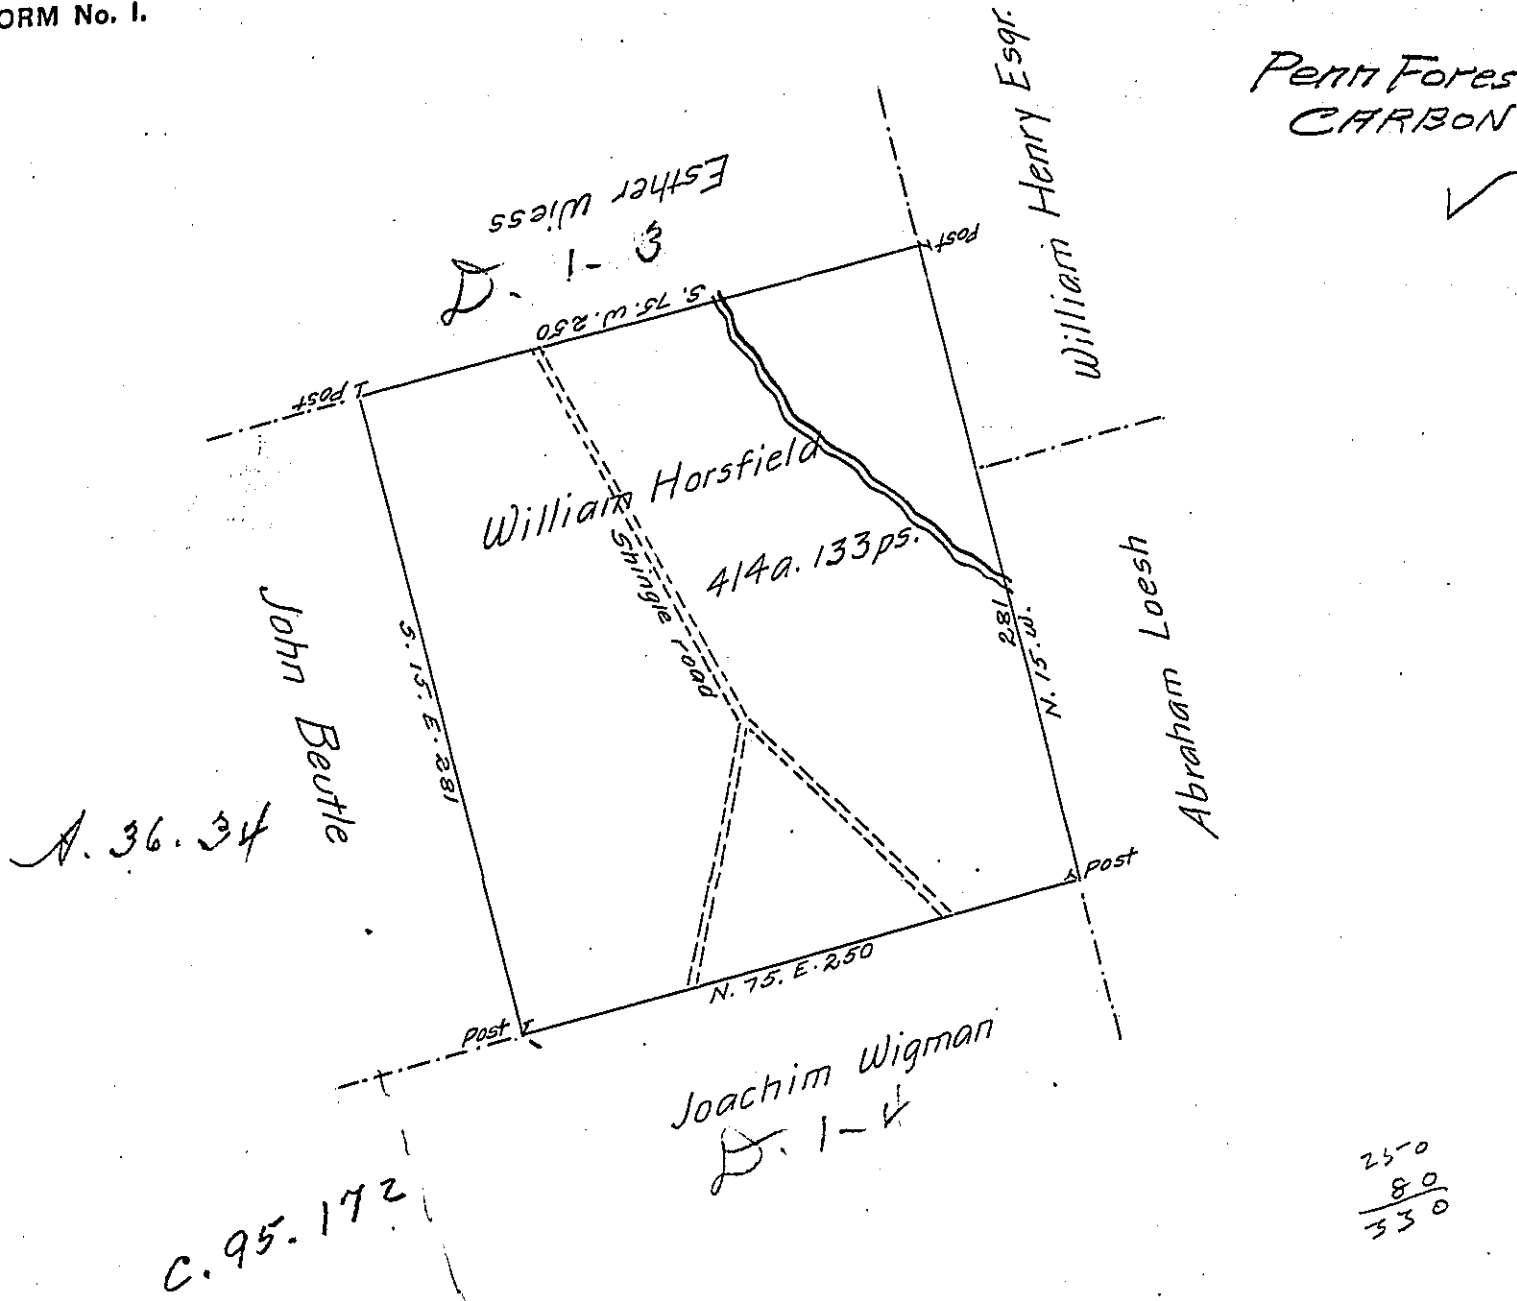 ORM No. 1.
Penn Fores
CARBON
William Henry Esqr.
Esther Wiess
D. 1-3
Post
S. 75. W. 250
Post
William Horsfield
414a. 133ps.
Shingle road
John Beutle
S. 15. E. 281
281
N. 15. W.
Abraham Loesh
A. 36. 34
Post
N. 75. E. 250
Post
Joachim Wigman
D. 1-4
C. 95. 172
250
80
330